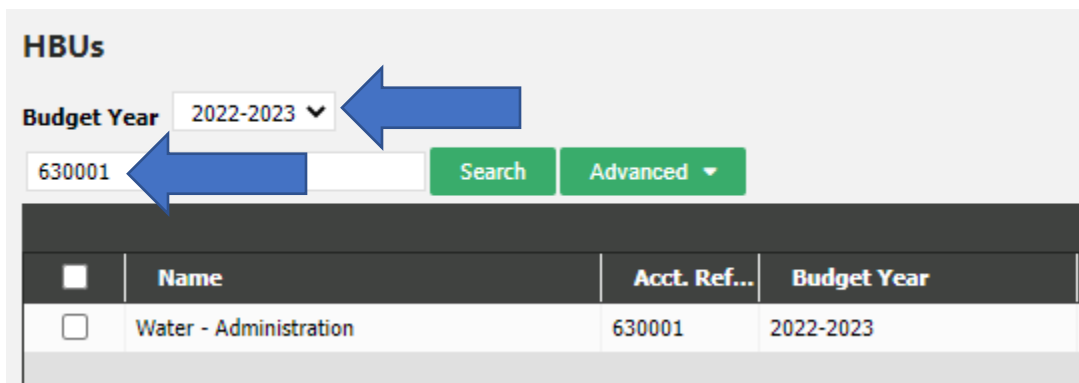 HBUs
Budget Year 2022-2023
630001 Search Advanced
Name Acct. Ref... Budget Year
Water - Administration 630001 2022-2023